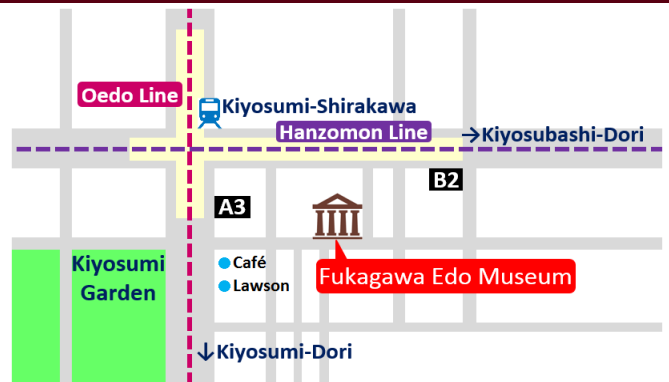 Oedo Line
Kiyosumi-Shirakawa
Hanzomon Line
→Kiyosubashi-Dori
B2
A3
Kiyosumi
Garden
Café
Lawson
Fukagawa Edo Museum
↓Kiyosumi-Dori